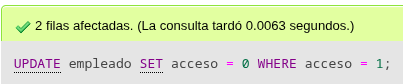 2 filas afectadas. (La consulta tardó 0.0063 segundos.)
UPDATE empleado SET acceso = 0 WHERE acceso = 1;